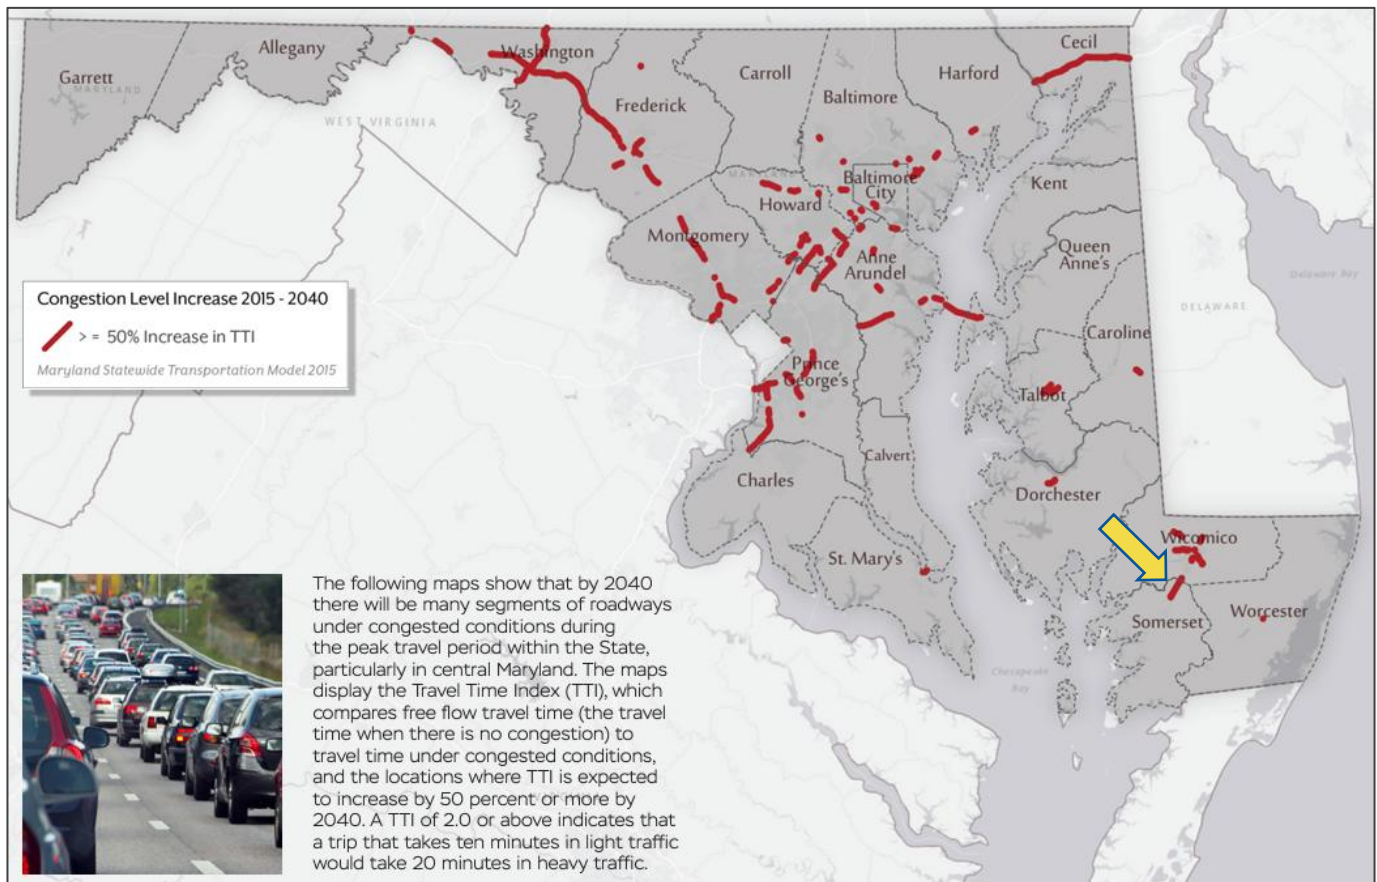 Garrett
MARYLAND
Allegany
Washington
Frederick
Carroll
Baltimore
Harford
Cecil
WEST VIRGINIA
MARYLAND
Baltimore
City
Kent
Howard
Montgomery
Anne
Arundel
Queen
Anne's
Delaware Bay
DELAWARE
Congestion Level Increase 2015 - 2040
> = 50% Increase in TTI
Maryland Statewide Transportation Model 2015
Caroline
Prince
George's
Talbot
Calvert
Charles
Dorchester
Wicomico
St. Mary's
Somerset
Worcester
Chesapeake
Bay
The following maps show that by 2040
there will be many segments of roadways
under congested conditions during
the peak travel period within the State,
particularly in central Maryland. The maps
display the Travel Time Index (TTI), which
compares free flow travel time (the travel
time when there is no congestion) to
travel time under congested conditions,
and the locations where TTI is expected
to increase by 50 percent or more by
2040. A TTI of 2.0 or above indicates that
a trip that takes ten minutes in light traffic
would take 20 minutes in heavy traffic.